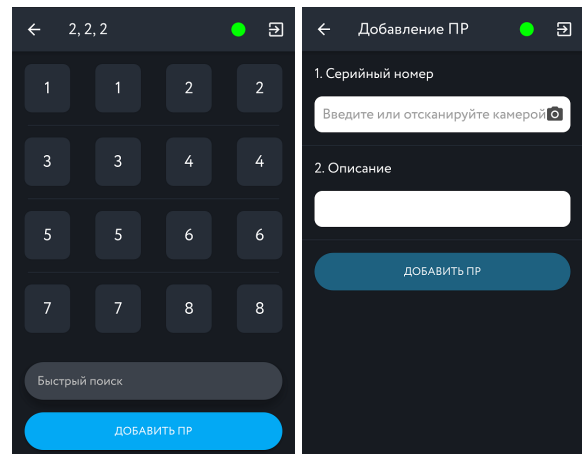 2, 2, 2
1 1 2 2
3 3 4 4
5 5 6 6
7 7 8 8
Быстрый поиск
ДОБАВИТЬ ПР
Добавление ПР
1. Серийный номер
Введите или отсканируйте камерой
2. Описание
ДОБАВИТЬ ПР